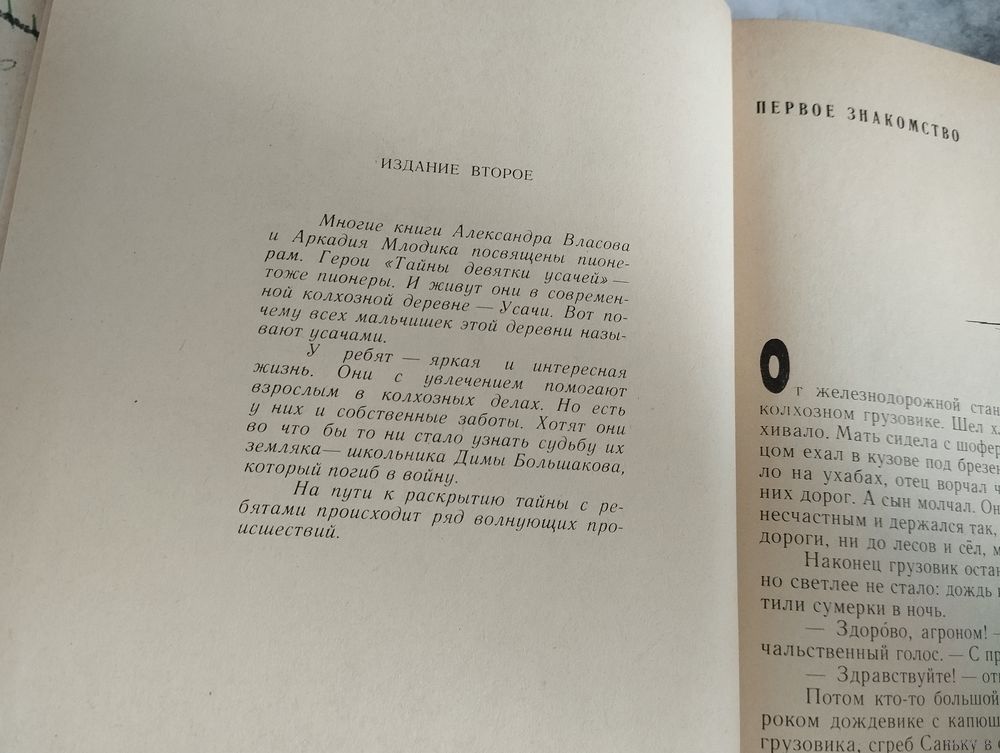 ИЗДАНИЕ ВТОРОЕ
Многие книги Александра Власова
и Аркадия Млодика посвящены пионе-
рам. Герои «Тайны девятки усачей» —
тоже пионеры. И живут они в современ-
ной колхозной деревне — Усачи. Вот по-
чему всех мальчишек этой деревни назы-
вают усачами.
У ребят — яркая и интересная
жизнь. Они с увлечением помогают
взрослым в колхозных делах. Но есть
у них и собственные заботы. Хотят они
во что бы то ни стало узнать судьбу их
земляка— школьника Димы Большакова,
который погиб в войну.
На пути к раскрытию тайны с ре-
бятами происходит ряд волнующих про-
исшествий.
ПЕРВОЕ ЗНАКОМСТВО
От железнодорожной
колхозном грузовике. Шел
хивало. Мать сидела с
цом ехал в кузове под
ло на ухабах, отец ворчал
них дорог. А сын молчал.
несчастным и держался так,
дороги, ни до лесов и сёл,
Наконец грузовик
но светлее не стало: дождь
тили сумерки в ночь.
— Здоро́во, агроном!
чальственный голос. — С
— Здравствуйте! —
Потом кто-то большой
роком дождевике с
грузовика, сгреб Саньку в